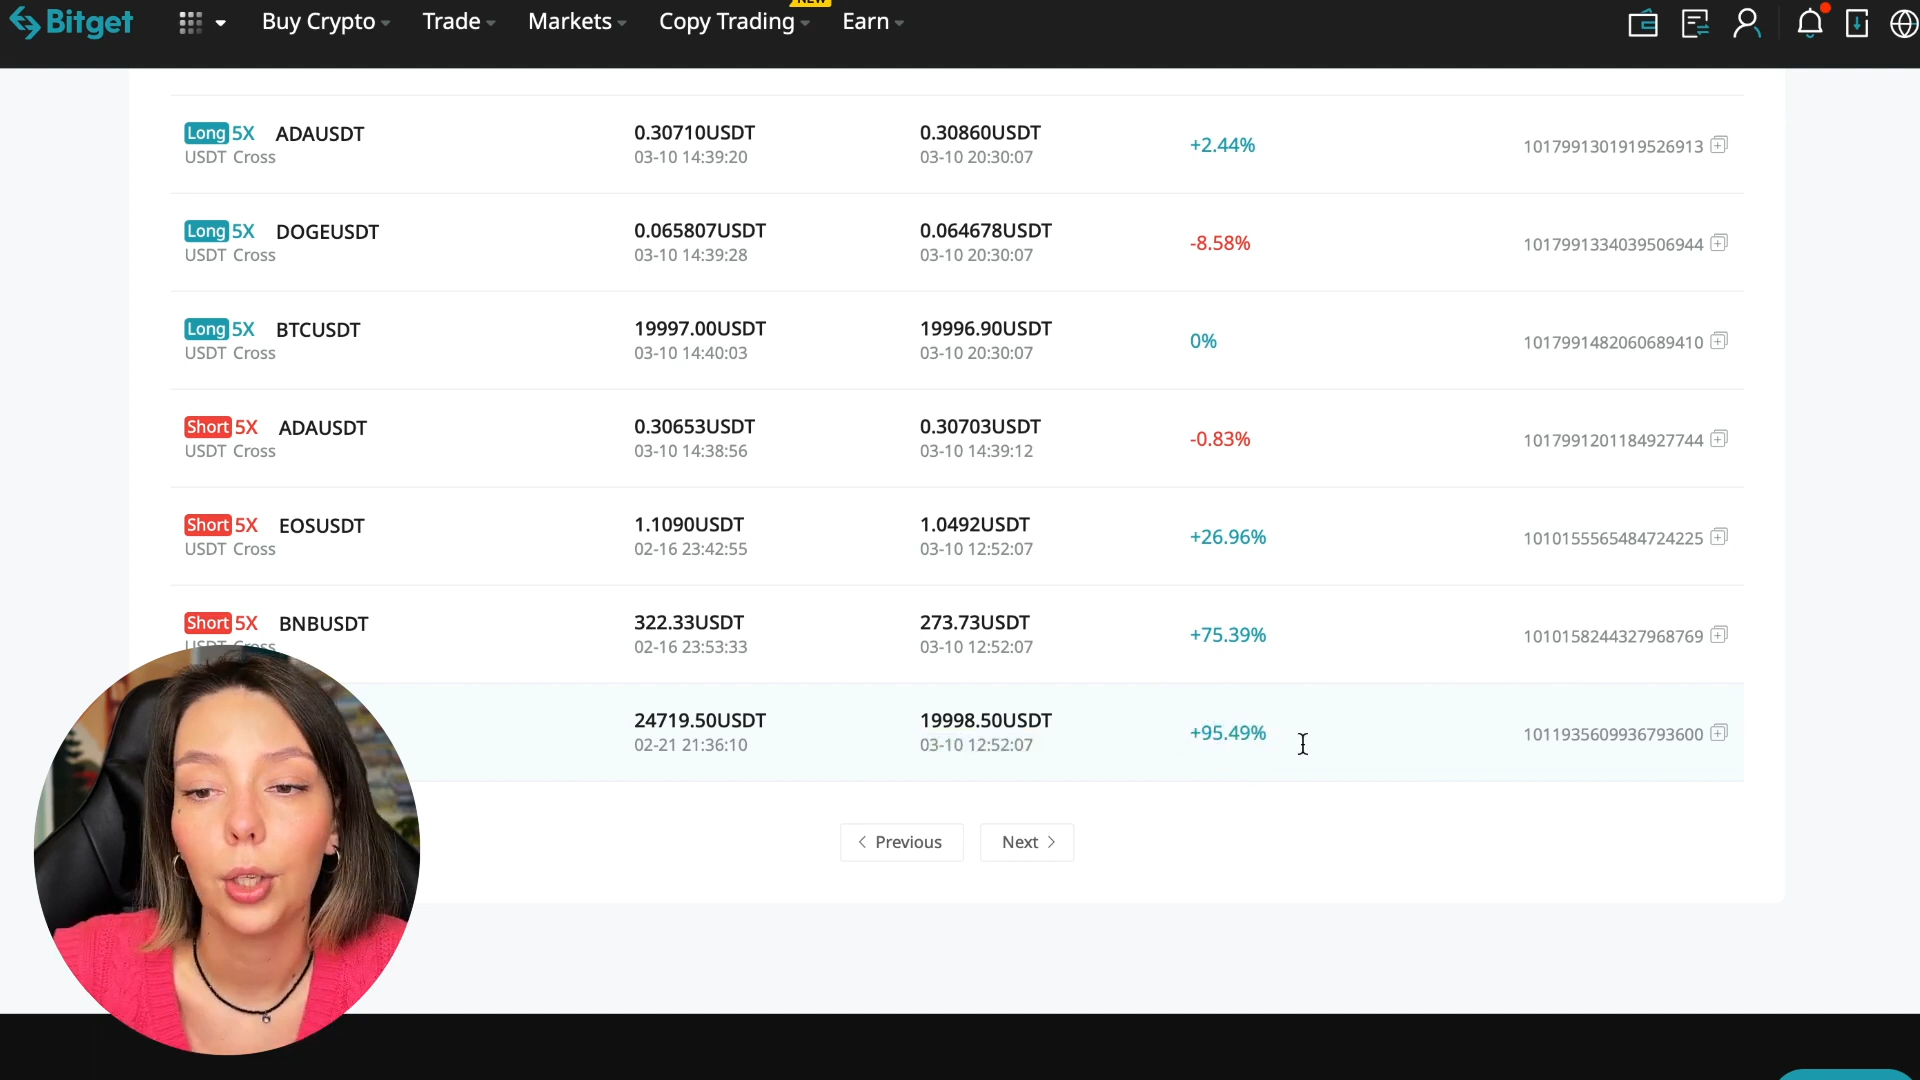 Bitget Buy Crypto Trade Markets Copy Trading NEW Earn
Long 5X ADAUSDT 0.30710USDT 0.30860USDT +2.44% 1017991301919526913
USDT Cross 03-10 14:39:20 03-10 20:30:07
Long 5X DOGEUSDT 0.065807USDT 0.064678USDT -8.58% 1017991334039506944
USDT Cross 03-10 14:39:28 03-10 20:30:07
Long 5X BTCUSDT 19997.00USDT 19996.90USDT 0% 1017991482060689410
USDT Cross 03-10 14:40:03 03-10 20:30:07
Short 5X ADAUSDT 0.30653USDT 0.30703USDT -0.83% 1017991201184927744
USDT Cross 03-10 14:38:56 03-10 14:39:12
Short 5X EOSUSDT 1.1090USDT 1.0492USDT +26.96% 1010155565484724225
USDT Cross 02-16 23:42:55 03-10 12:52:07
Short 5X BNBUSDT 322.33USDT 273.73USDT +75.39% 1010158244327968769
USDT Cross 02-16 23:53:33 03-10 12:52:07
24719.50USDT 19998.50USDT +95.49% 1011935609936793600
02-21 21:36:10 03-10 12:52:07
Previous Next